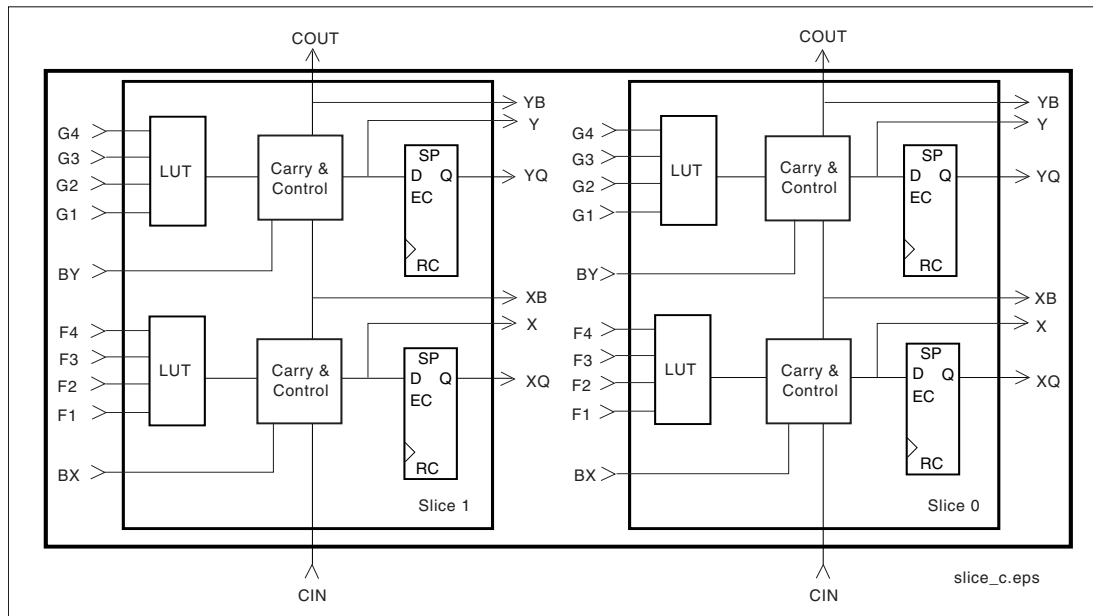 COUT
YB
Y
G4
G3
G2
G1
LUT
Carry &
Control
SP
D Q
EC
RC
YQ
BY
XB
X
F4
F3
F2
F1
LUT
Carry &
Control
SP
D Q
EC
RC
XQ
BX
Slice 1
CIN
COUT
YB
Y
G4
G3
G2
G1
LUT
Carry &
Control
SP
D Q
EC
RC
YQ
BY
XB
X
F4
F3
F2
F1
LUT
Carry &
Control
SP
D Q
EC
RC
XQ
BX
Slice 0
CIN
slice_c.eps